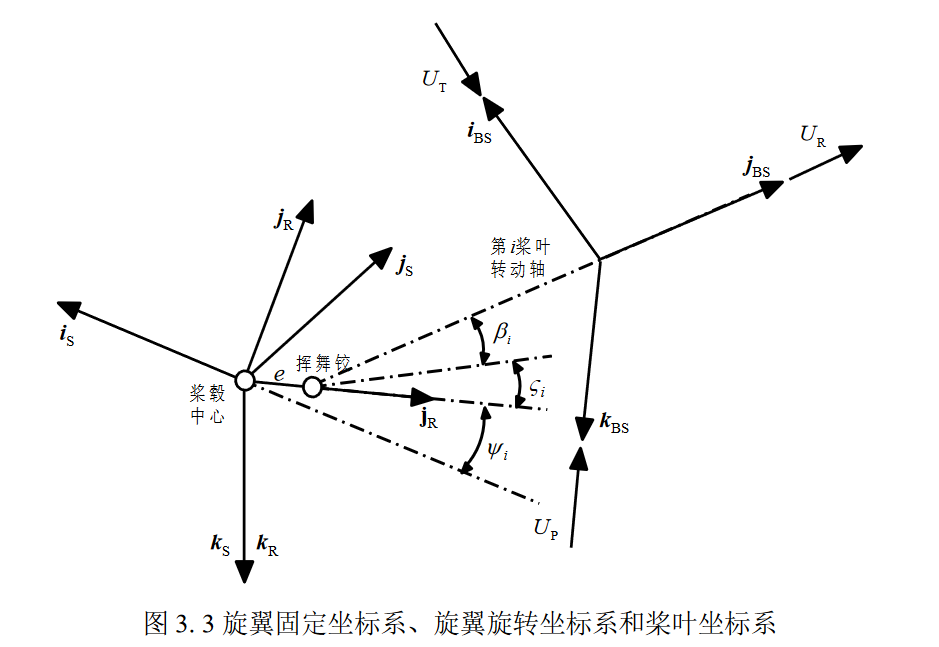 U_T
i_BS
U_R
j_BS
j_R
第i桨叶
转动轴
j_S
i_S
β_i
挥舞铰
e
桨毂
中心
ς_i
j_R
k_BS
ψ_i
U_P
k_S k_R
图 3.3 旋翼固定坐标系、旋翼旋转坐标系和桨叶坐标系